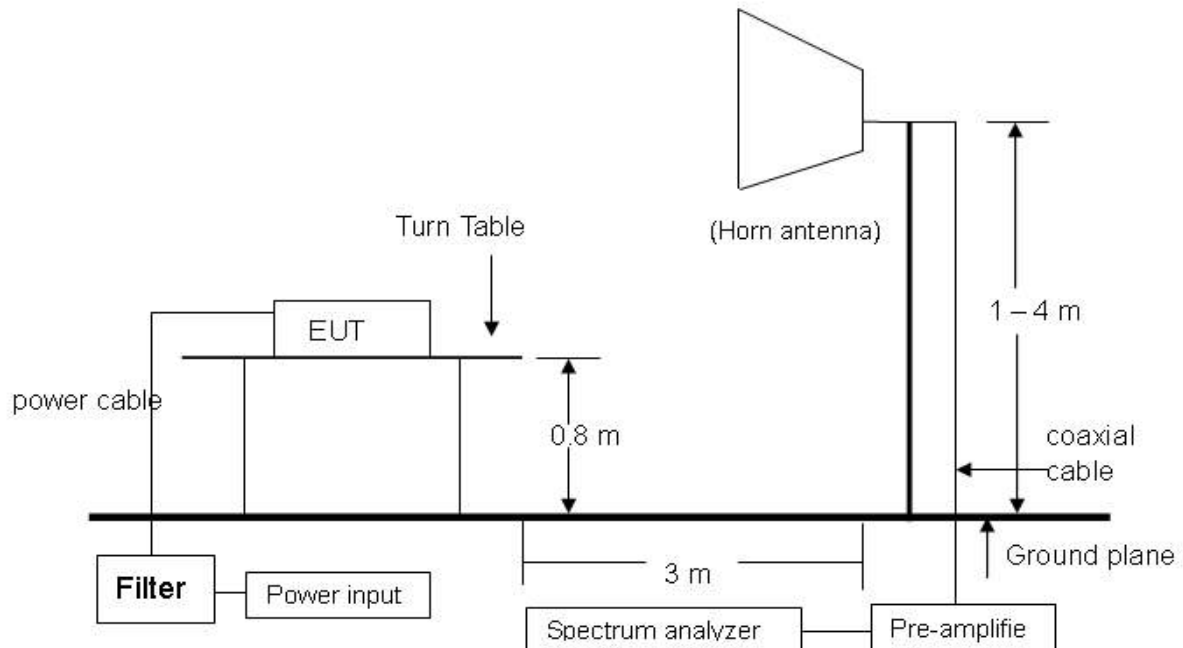 (Horn antenna)
Turn Table
1 – 4 m
EUT
power cable
0.8 m
coaxial
cable
Ground plane
3 m
Filter
Power input
Spectrum analyzer
Pre-amplifie